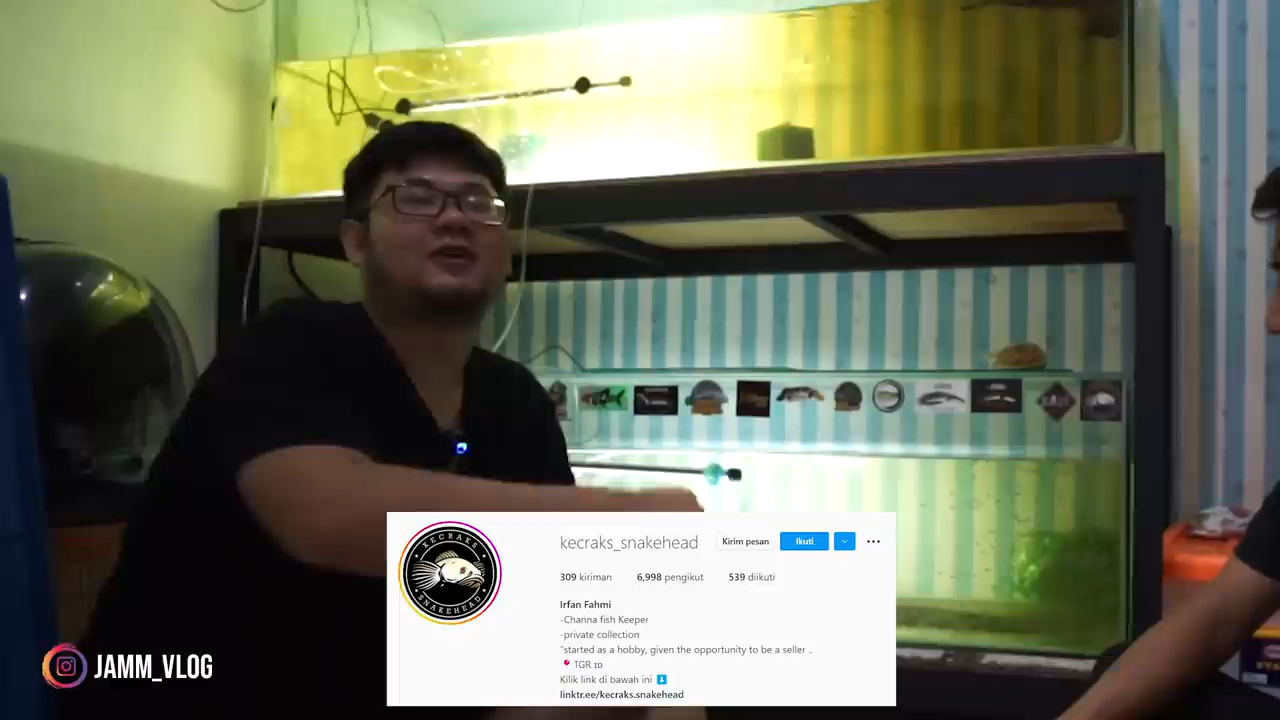 KECRAKS
SNAKEHEAD
kecraks_snakehead
Kirim pesan
Ikuti
309 kiriman
6,998 pengikut
539 diikuti
Irfan Fahmi
-Channa fish Keeper
-private collection
"started as a hobby, given the opportunity to be a seller ..
TGR ID
Kilik link di bawah ini
linktr.ee/kecraks.snakehead
JAMM_VLOG